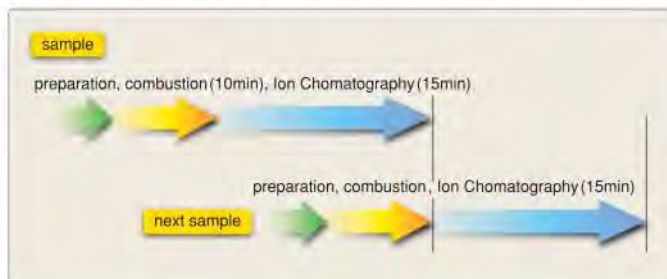 sample
preparation, combustion(10min), Ion Chomatography(15min)
preparation, combustion, Ion Chomatography(15min)
next sample